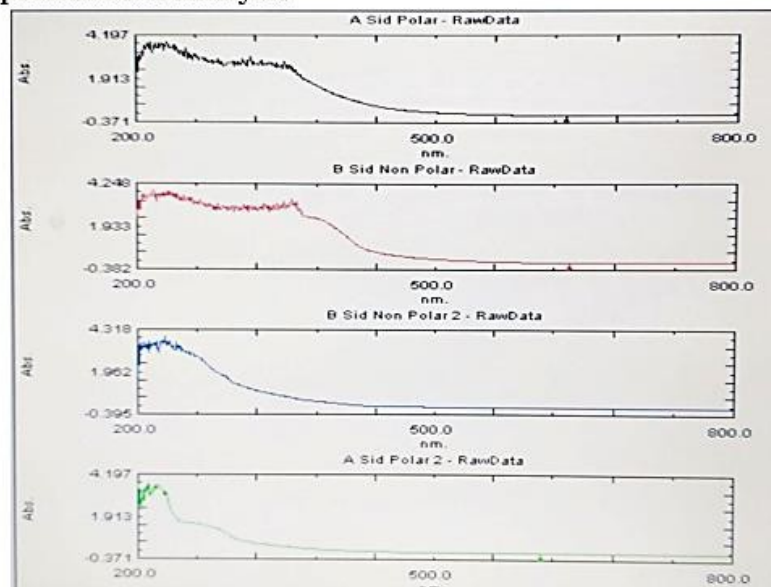 A Sid Polar - RawData
4.197
Abs.
1.913
-0.371
200.0 500.0 800.0
nm.
B Sid Non Polar - RawData
4.248
Abs.
1.933
-0.382
200.0 500.0 800.0
nm.
B Sid Non Polar 2 - RawData
4.318
Abs.
1.962
-0.395
200.0 500.0 800.0
nm.
A Sid Polar 2 - RawData
4.197
Abs.
1.913
-0.371
200.0 500.0 800.0